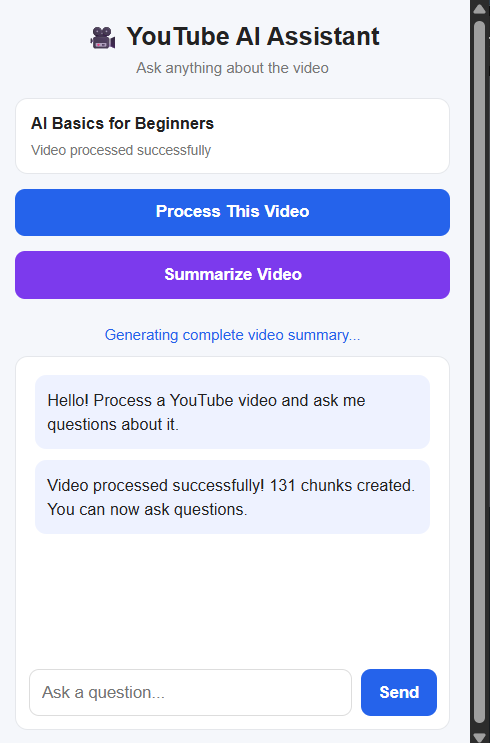 YouTube AI Assistant
Ask anything about the video
AI Basics for Beginners
Video processed successfully
Process This Video
Summarize Video
Generating complete video summary...
Hello! Process a YouTube video and ask me
questions about it.
Video processed successfully! 131 chunks created.
You can now ask questions.
Ask a question...
Send